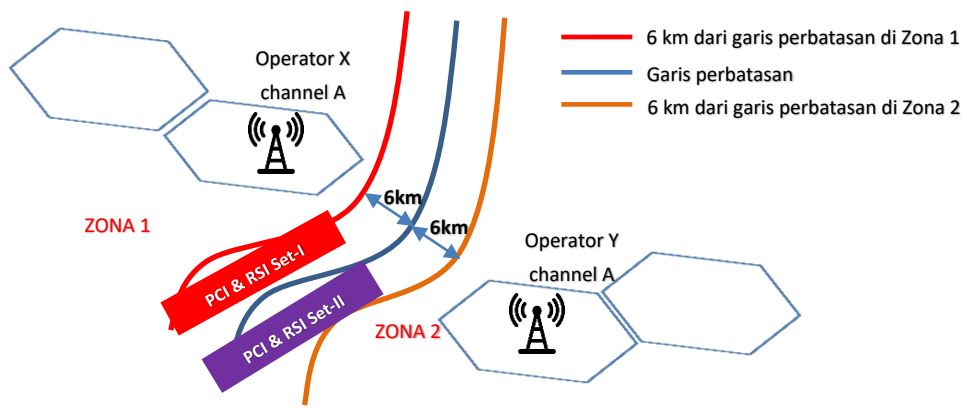 Operator X
channel A
6 km dari garis perbatasan di Zona 1
Garis perbatasan
6 km dari garis perbatasan di Zona 2
6km
6km
ZONA 1
PCI & RSI Set-I
PCI & RSI Set-II
ZONA 2
Operator Y
channel A